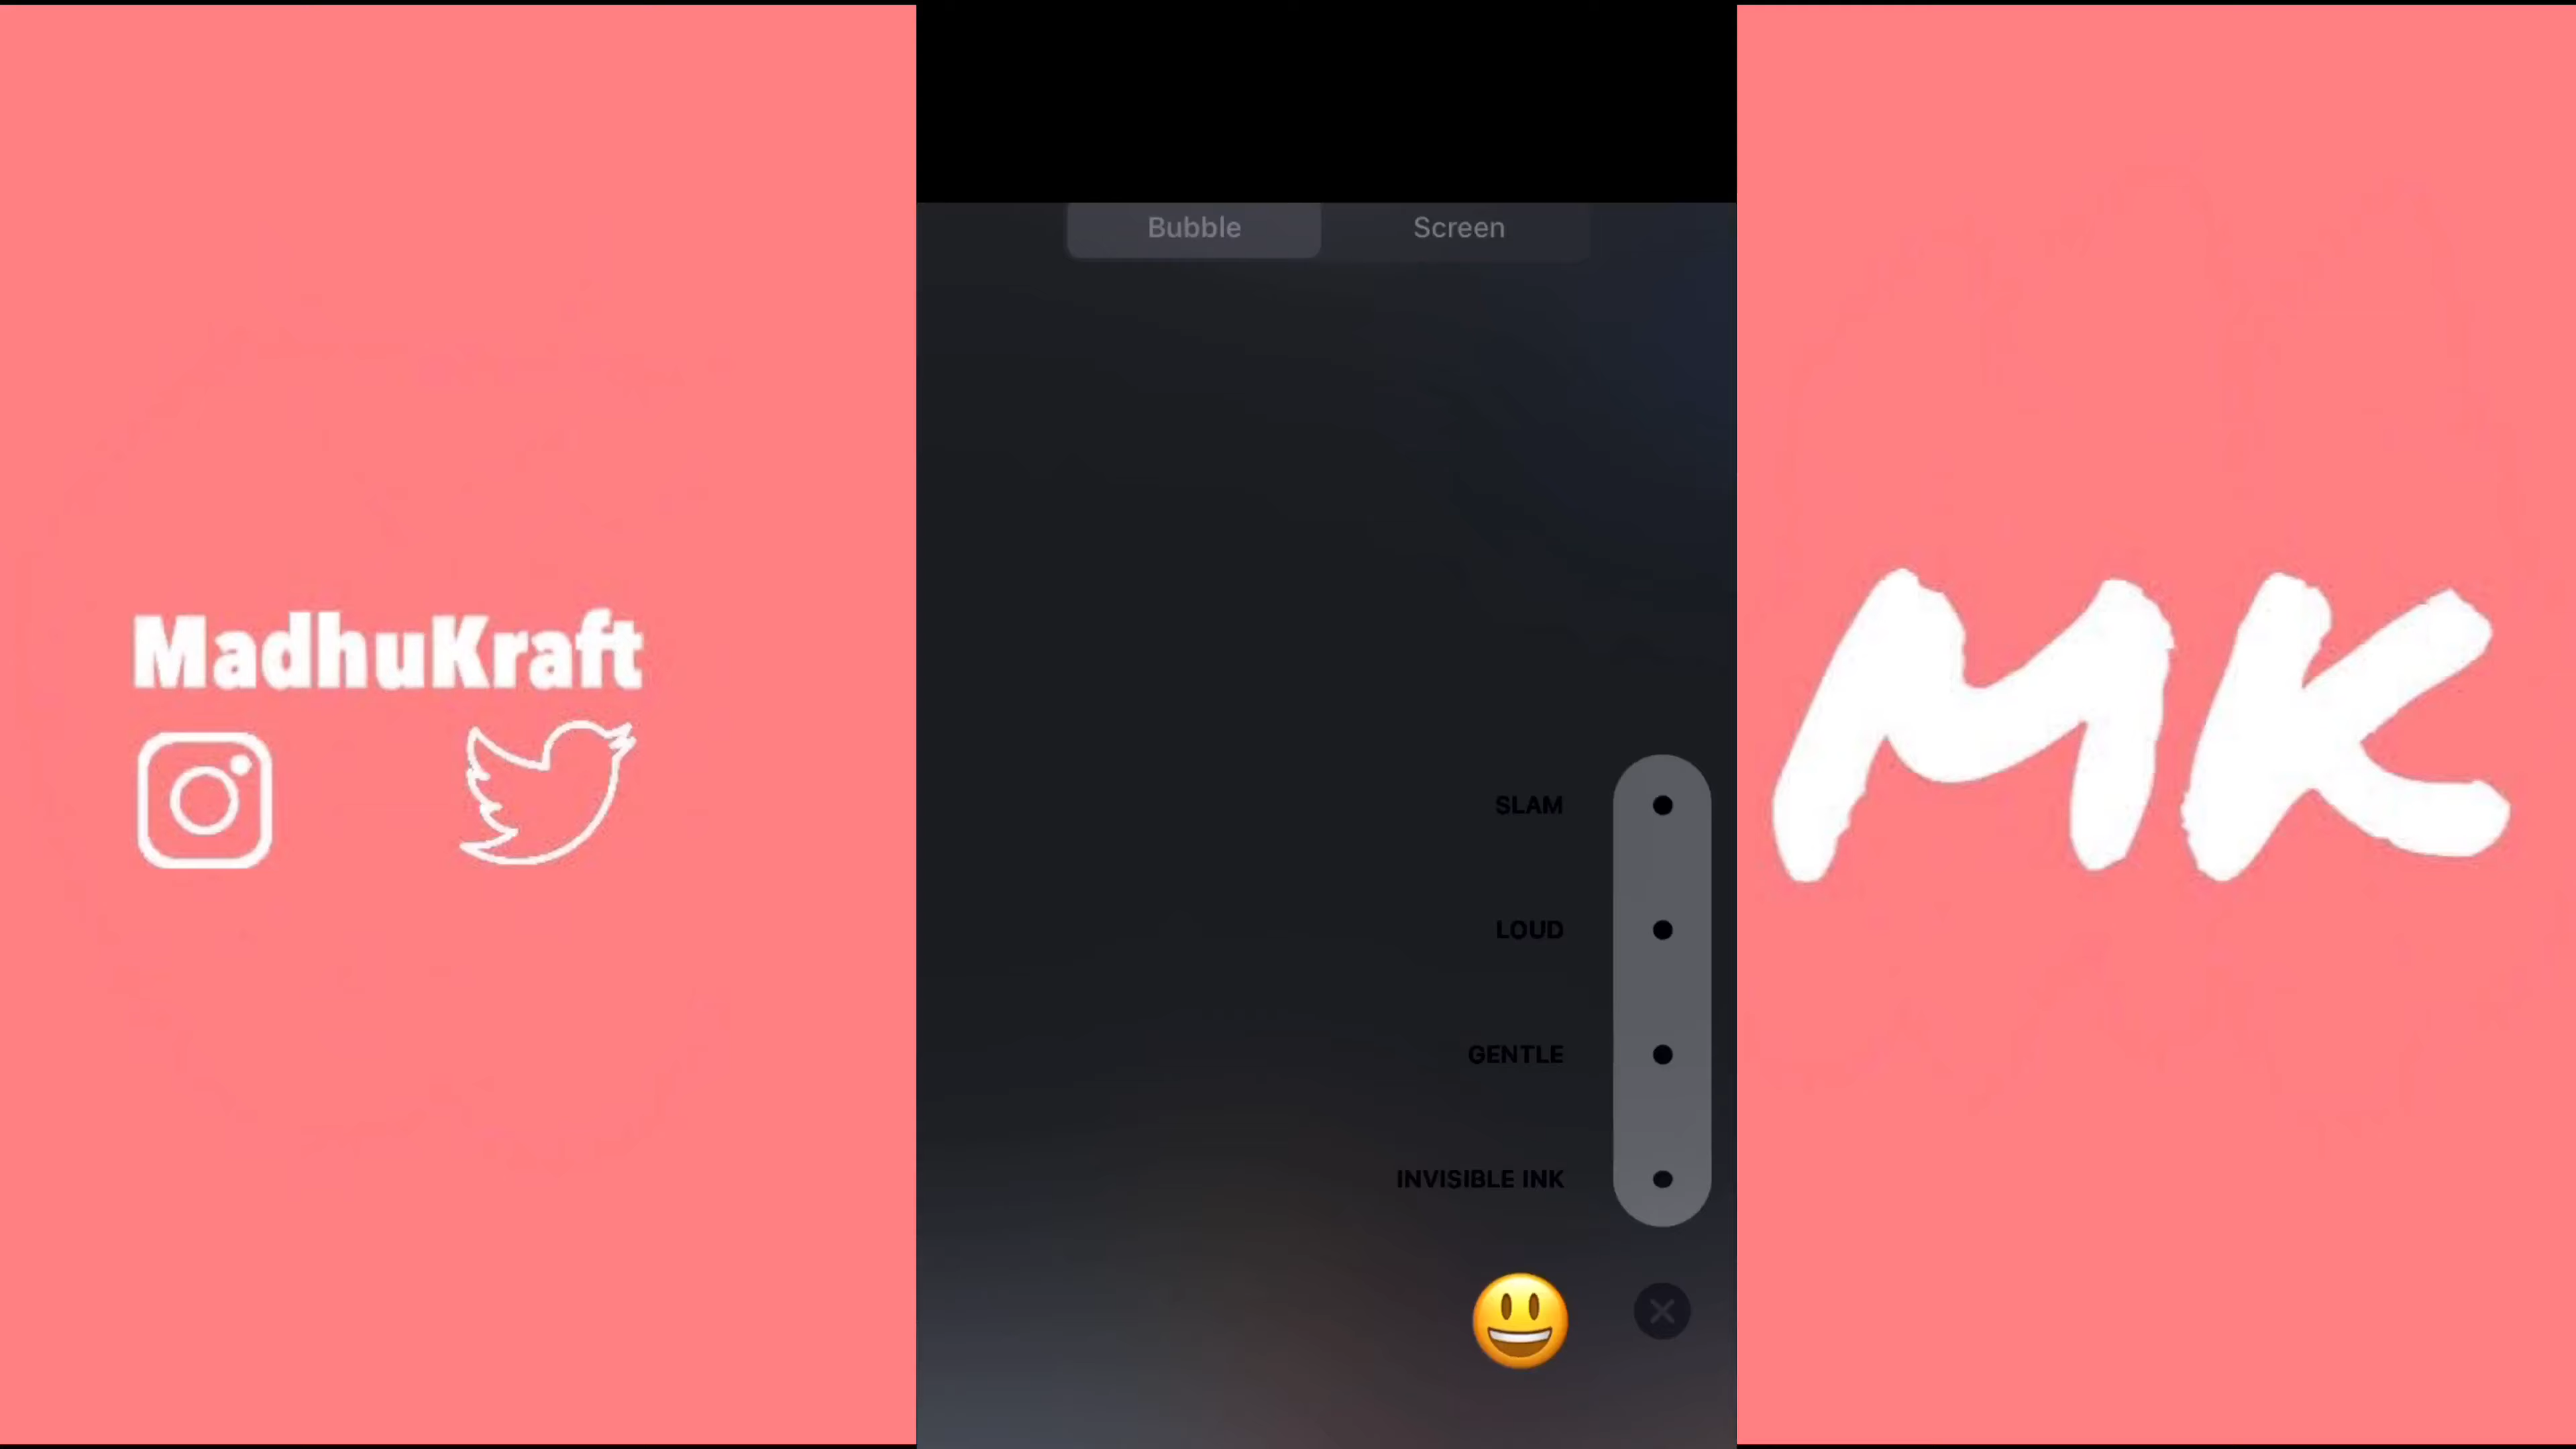 MadhuKraft
Bubble
Screen
SLAM
LOUD
GENTLE
INVISIBLE INK
MK